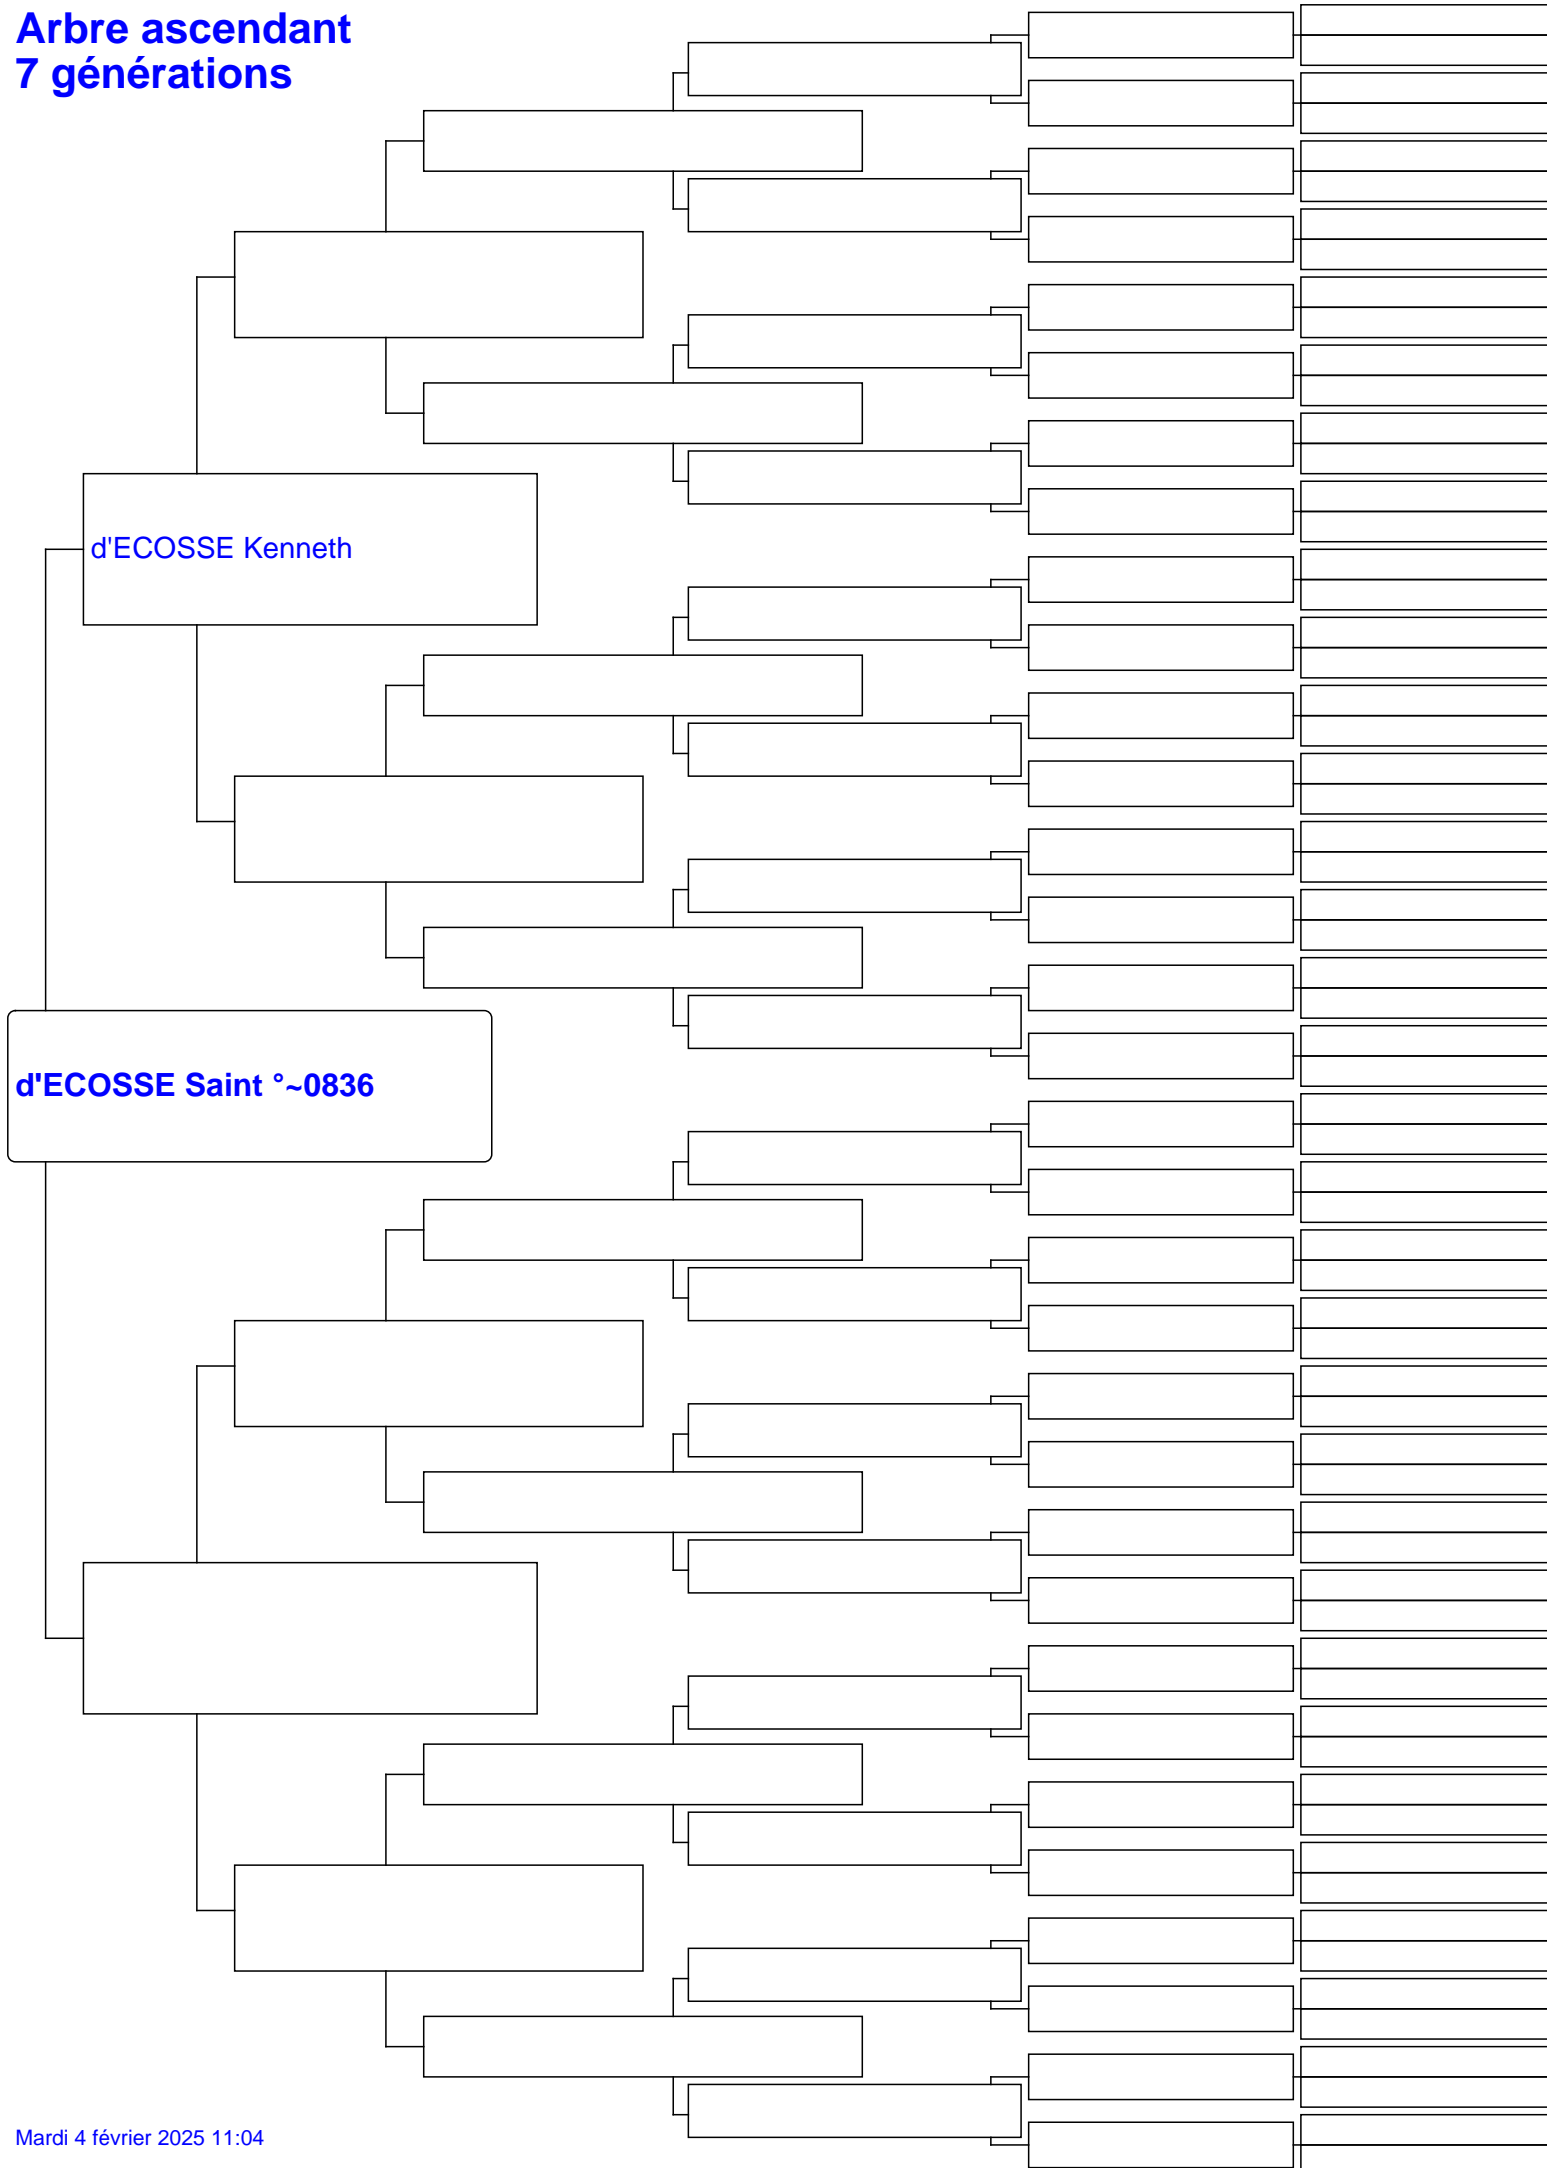 Arbre ascendant
7 générations
d'ECOSSE Kenneth
d'ECOSSE Saint °~0836
Mardi 4 février 2025 11:04